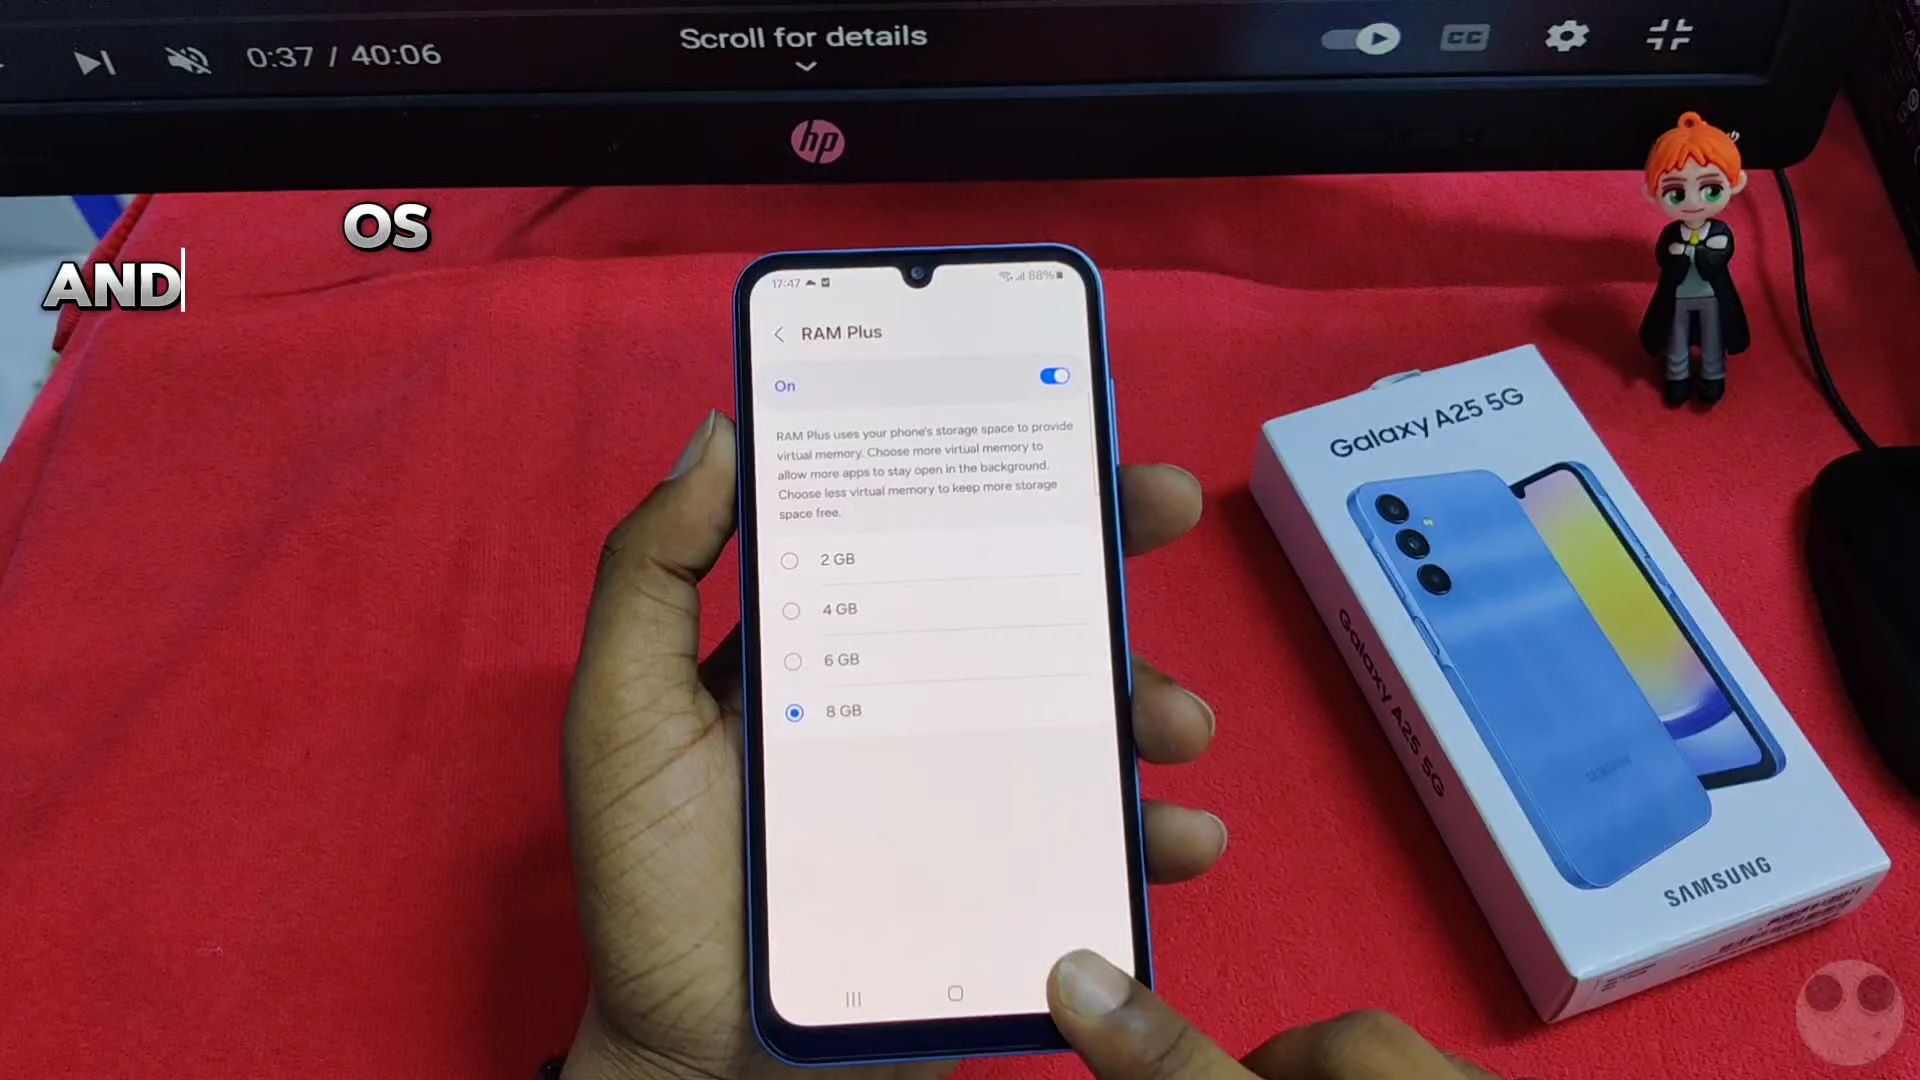 0:37 / 40:06
Scroll for details
CC
hp
OS
AND
17:47
88%
RAM Plus
On
RAM Plus uses your phone's storage space to provide
virtual memory. Choose more virtual memory to
allow more apps to stay open in the background.
Choose less virtual memory to keep more storage
space free.
2 GB
4 GB
6 GB
8 GB
Galaxy A25 5G
Galaxy A25 5G
SAMSUNG
SAMSUNG